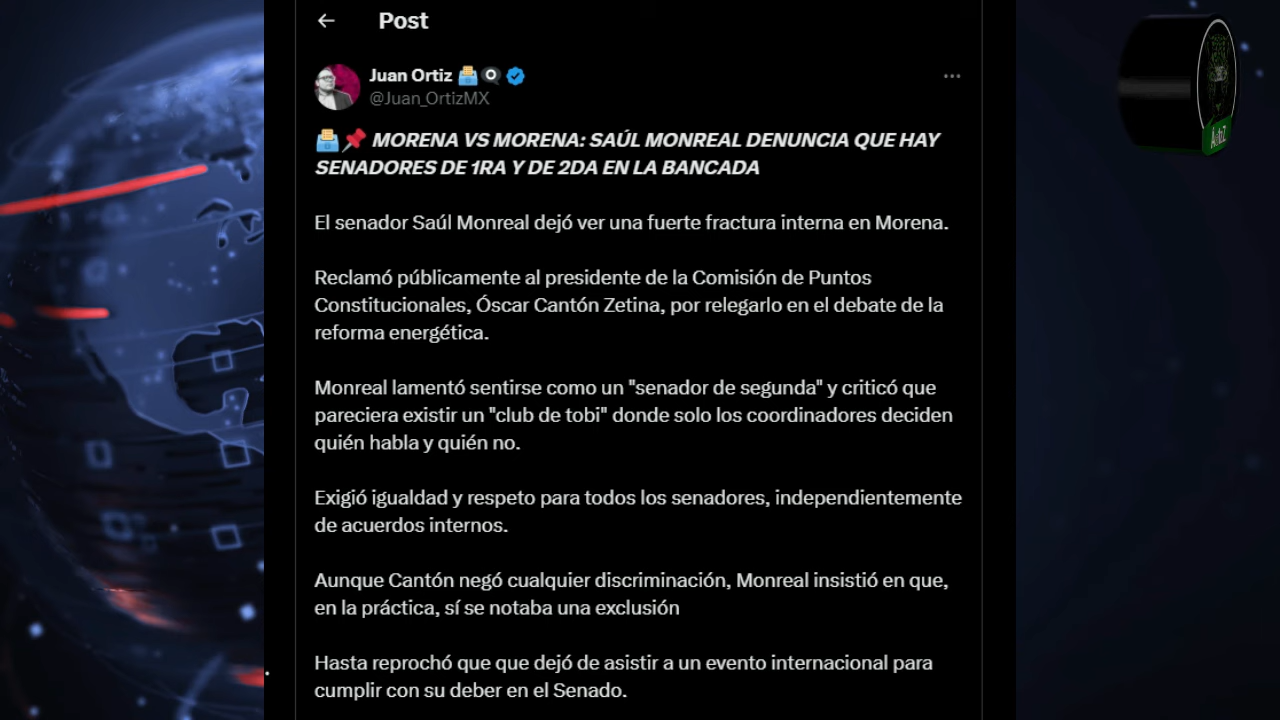 Post
Juan Ortiz
@Juan_OrtizMX
MORENA VS MORENA: SAÚL MONREAL DENUNCIA QUE HAY
SENADORES DE 1RA Y DE 2DA EN LA BANCADA
El senador Saúl Monreal dejó ver una fuerte fractura interna en Morena.
Reclamó públicamente al presidente de la Comisión de Puntos
Constitucionales, Óscar Cantón Zetina, por relegarlo en el debate de la
reforma energética.
Monreal lamentó sentirse como un "senador de segunda" y criticó que
pareciera existir un "club de tobi" donde solo los coordinadores deciden
quién habla y quién no.
Exigió igualdad y respeto para todos los senadores, independientemente
de acuerdos internos.
Aunque Cantón negó cualquier discriminación, Monreal insistió en que,
en la práctica, sí se notaba una exclusión
Hasta reprochó que que dejó de asistir a un evento internacional para
cumplir con su deber en el Senado.